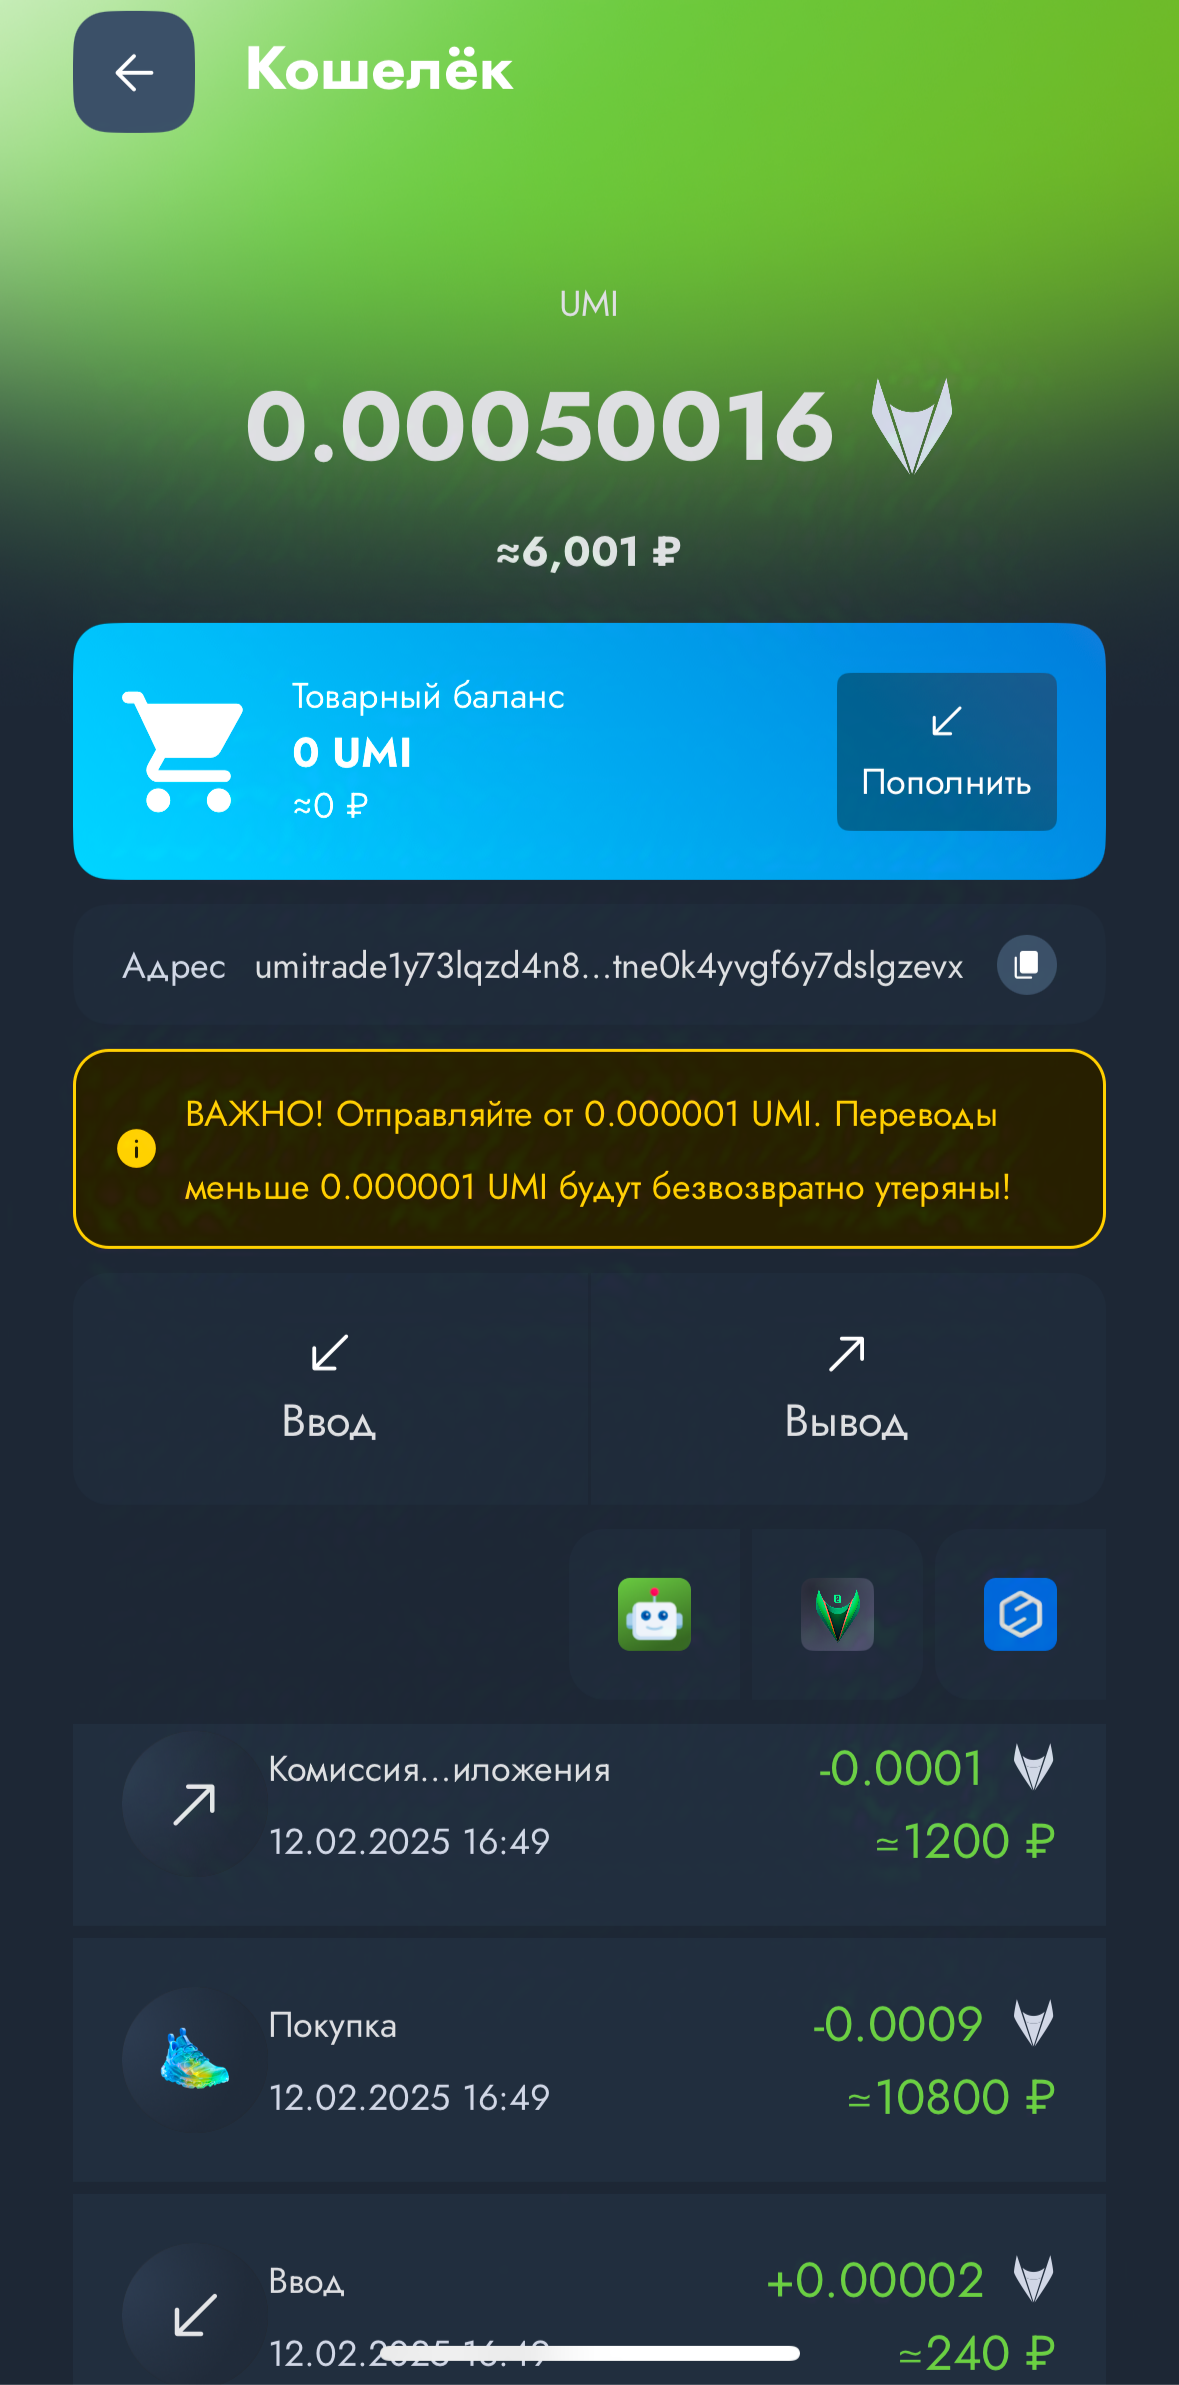 Кошелёк
UMI
0.00050016
≈6,001 ₽
Товарный баланс
0 UMI
≈0 ₽
Пополнить
Адрес umitrade1y73lqzd4n8...tne0k4yvgf6y7dslgzevx
ВАЖНО! Отправляйте от 0.000001 UMI. Переводы
меньше 0.000001 UMI будут безвозвратно утеряны!
Ввод
Вывод
Комиссия...иложения
-0.0001
12.02.2025 16:49
≃1200 ₽
Покупка
-0.0009
12.02.2025 16:49
≃10800 ₽
Ввод
+0.00002
12.02.2025 16:49
≃240 ₽